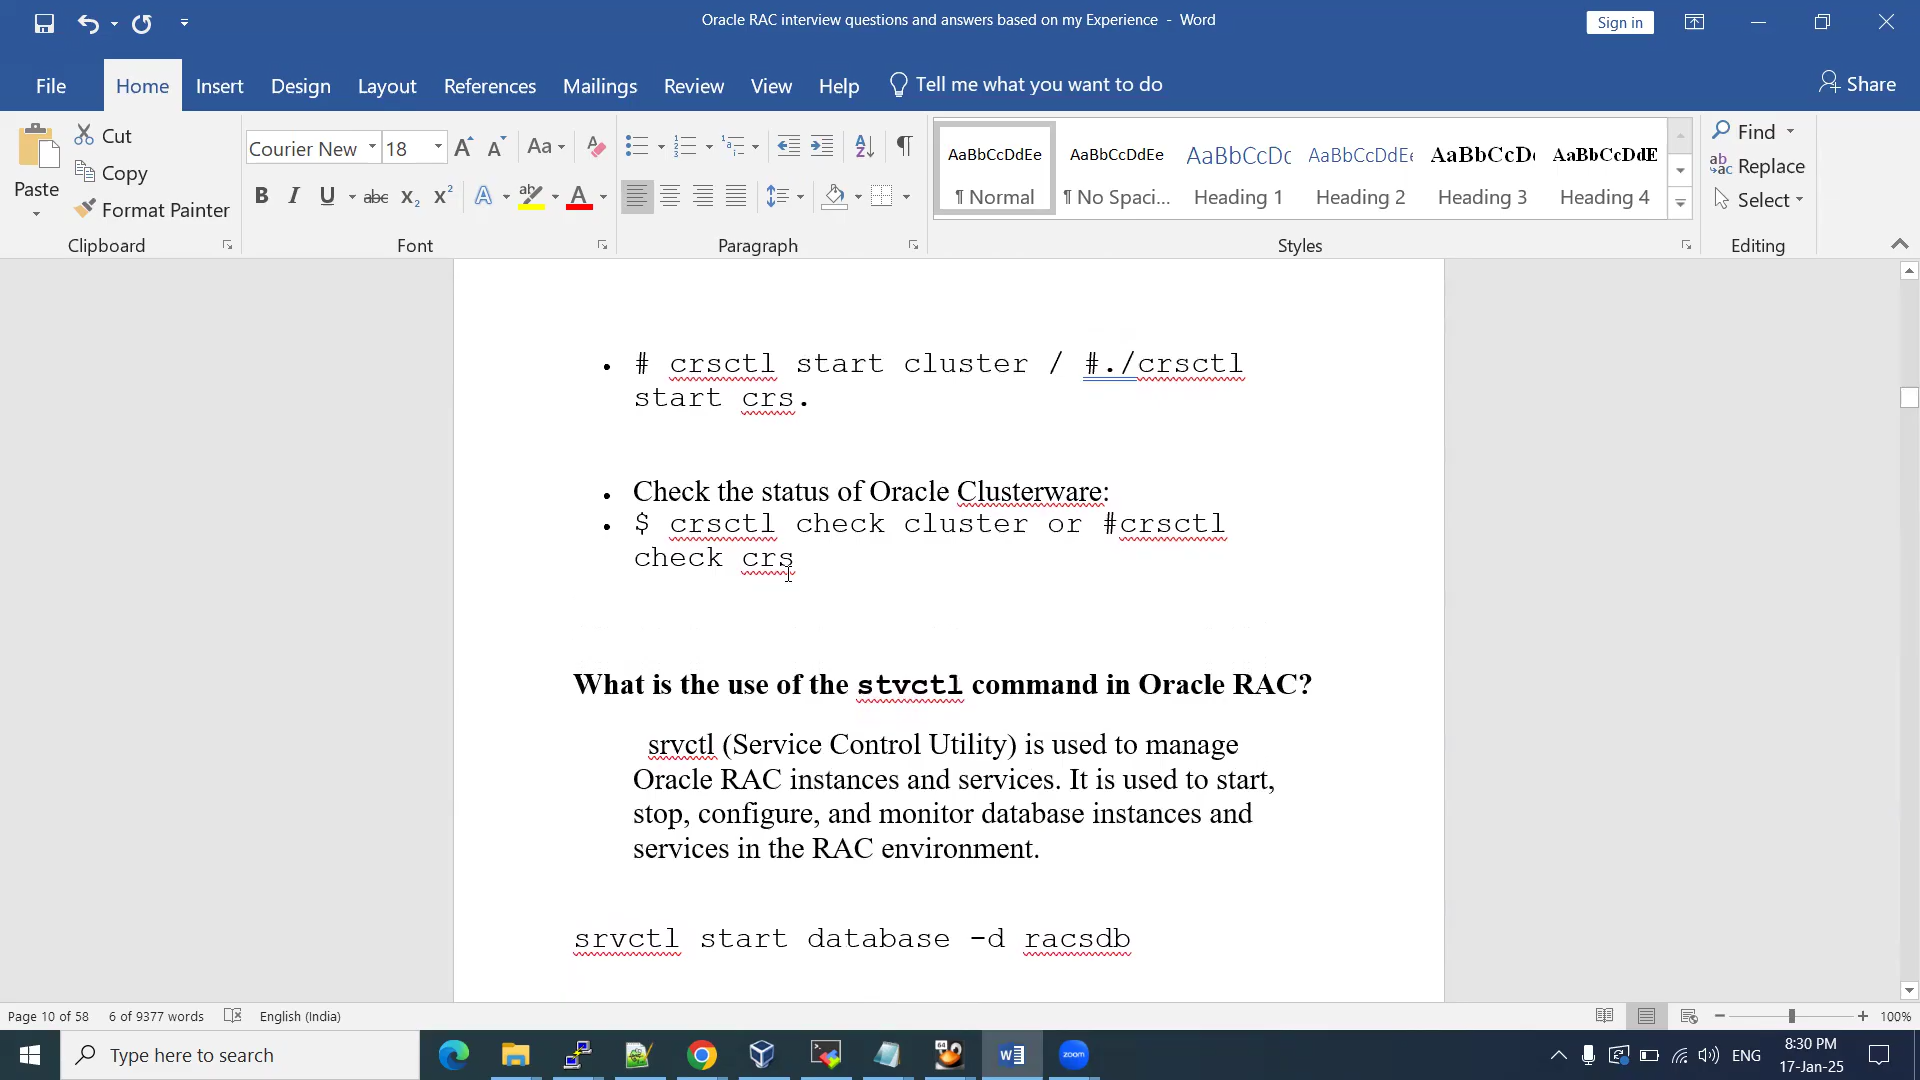 Oracle RAC interview questions and answers based on my Experience - Word
Sign in
File Home Insert Design Layout References Mailings Review View Help Tell me what you want to do Share
Paste
Cut
Copy
Format Painter
Clipboard
Courier New 18
Font
Paragraph
AaBbCcDdEe AaBbCcDdEe AaBbCcDc AaBbCcDdEe AaBbCcDc AaBbCcDdE
¶ Normal ¶ No Spaci... Heading 1 Heading 2 Heading 3 Heading 4
Styles
Find
Replace
Select
Editing
• # crsctl start cluster / #./crsctl
start crs.
• Check the status of Oracle Clusterware:
• $ crsctl check cluster or #crsctl
check crs
What is the use of the stvctl command in Oracle RAC?
srvctl (Service Control Utility) is used to manage
Oracle RAC instances and services. It is used to start,
stop, configure, and monitor database instances and
services in the RAC environment.
srvctl start database -d racsdb
Page 10 of 58 6 of 9377 words English (India) 100%
Type here to search
zoom
ENG
8:30 PM
17-Jan-25